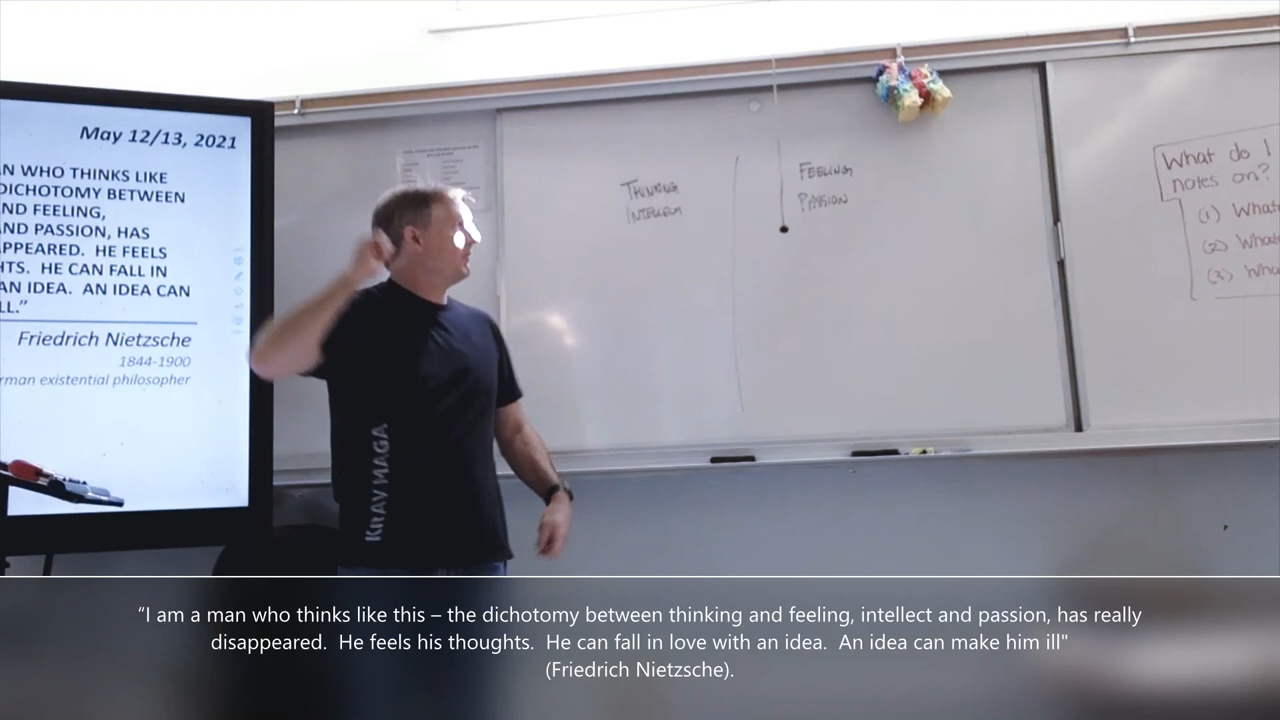 May 12/13, 2021
AN WHO THINKS LIKE
DICHOTOMY BETWEEN
ND FEELING,
ND PASSION, HAS
PPEARED. HE FEELS
HTS. HE CAN FALL IN
AN IDEA. AN IDEA CAN
LL."
Friedrich Nietzsche
1844-1900
rman existential philosopher
THINKING
INTELLECT
FEELING
PASSION
What do I
notes on?
(1) What
(2) Wha
(3) Wha
KRAV MAGA
“I am a man who thinks like this – the dichotomy between thinking and feeling, intellect and passion, has really
disappeared. He feels his thoughts. He can fall in love with an idea. An idea can make him ill"
(Friedrich Nietzsche).